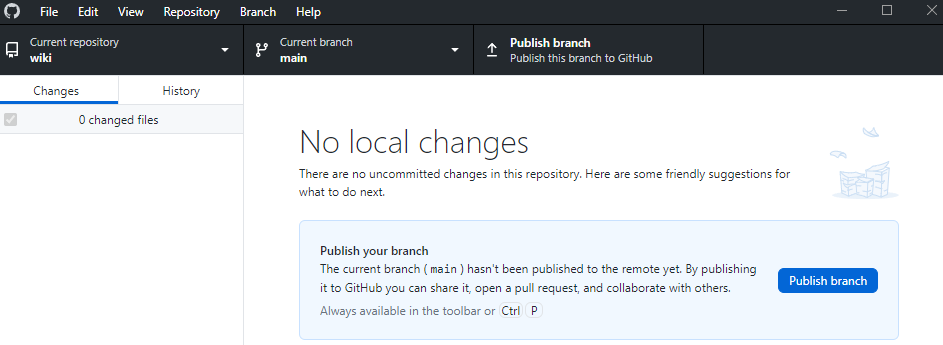 File Edit View Repository Branch Help
Current repository
wiki
Current branch
main
Publish branch
Publish this branch to GitHub
Changes
History
0 changed files
No local changes
There are no uncommitted changes in this repository. Here are some friendly suggestions for
what to do next.
Publish your branch
The current branch ( main ) hasn't been published to the remote yet. By publishing
it to GitHub you can share it, open a pull request, and collaborate with others.
Always available in the toolbar or Ctrl P
Publish branch